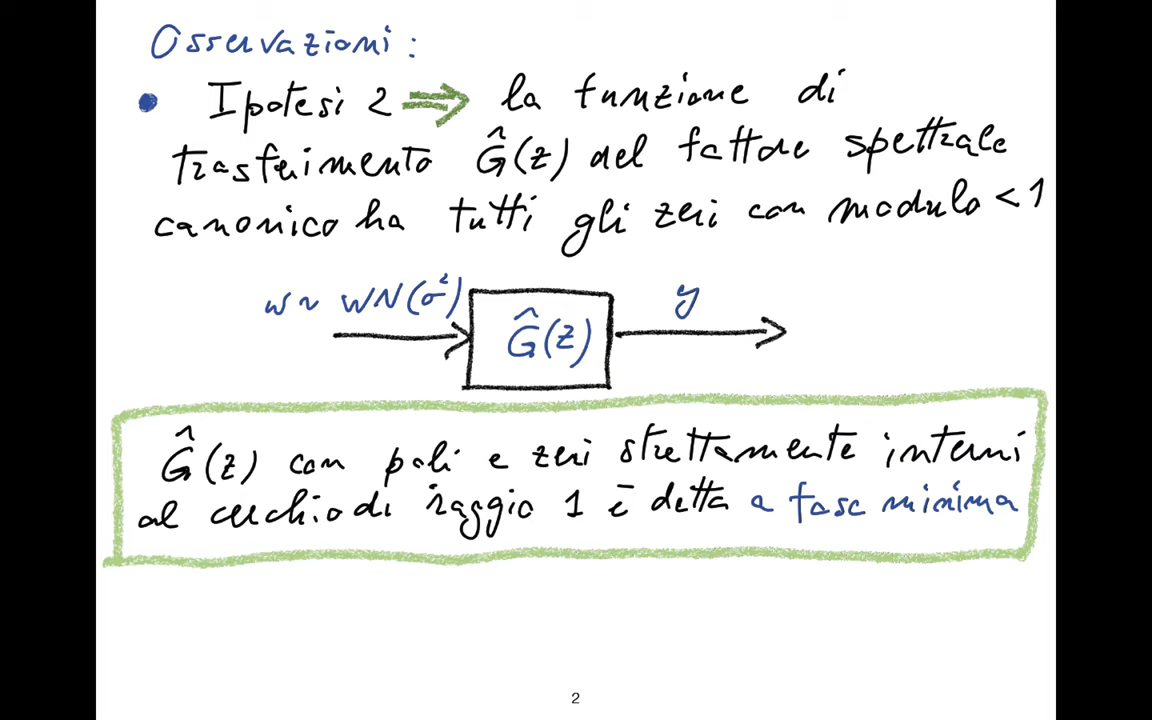 Osservazioni:
• Ipotesi 2 ⇒ la funzione di
trasferimento Ĝ(z) del fattore spettrale
canonico ha tutti gli zeri con modulo < 1
w ~ WN(σ²)
Ĝ(z)
y
Ĝ(z) con poli e zeri strettamente interni
al cerchio di raggio 1 è detta a fase minima
2